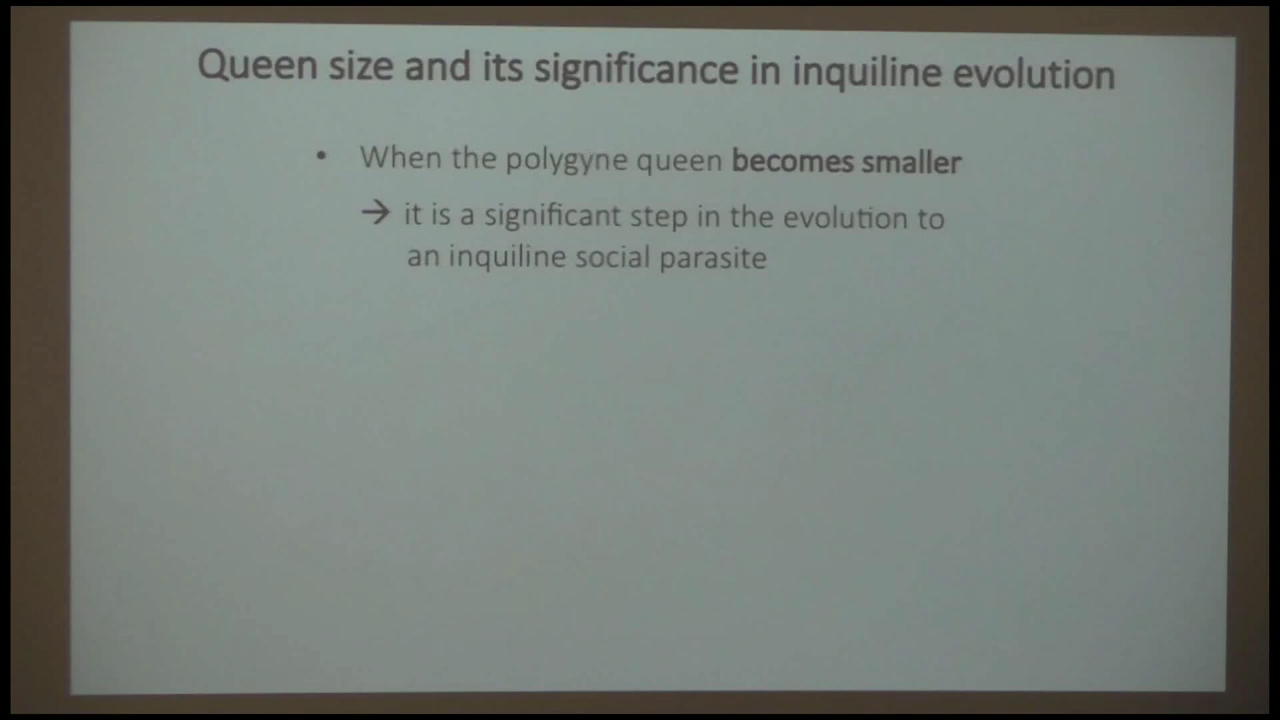 Queen size and its significance in inquiline evolution
• When the polygyne queen becomes smaller
→ it is a significant step in the evolution to
an inquiline social parasite